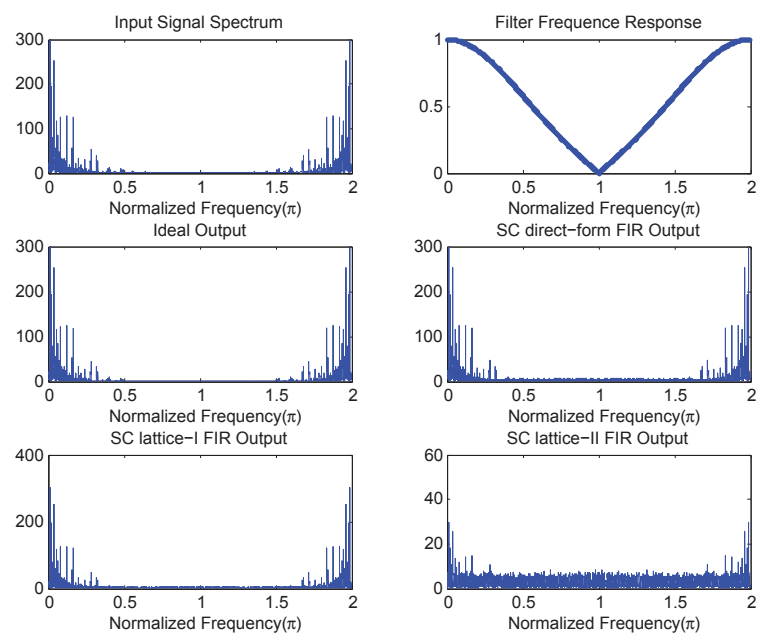 Input Signal Spectrum
300
200
100
0
0 0.5 1 1.5 2
Normalized Frequency(π)
Filter Frequence Response
1
0.5
0
0 0.5 1 1.5 2
Normalized Frequency(π)
Ideal Output
300
200
100
0
0 0.5 1 1.5 2
Normalized Frequency(π)
SC direct−form FIR Output
300
200
100
0
0 0.5 1 1.5 2
Normalized Frequency(π)
SC lattice−I FIR Output
400
200
0
0 0.5 1 1.5 2
Normalized Frequency(π)
SC lattice−II FIR Output
60
40
20
0
0 0.5 1 1.5 2
Normalized Frequency(π)